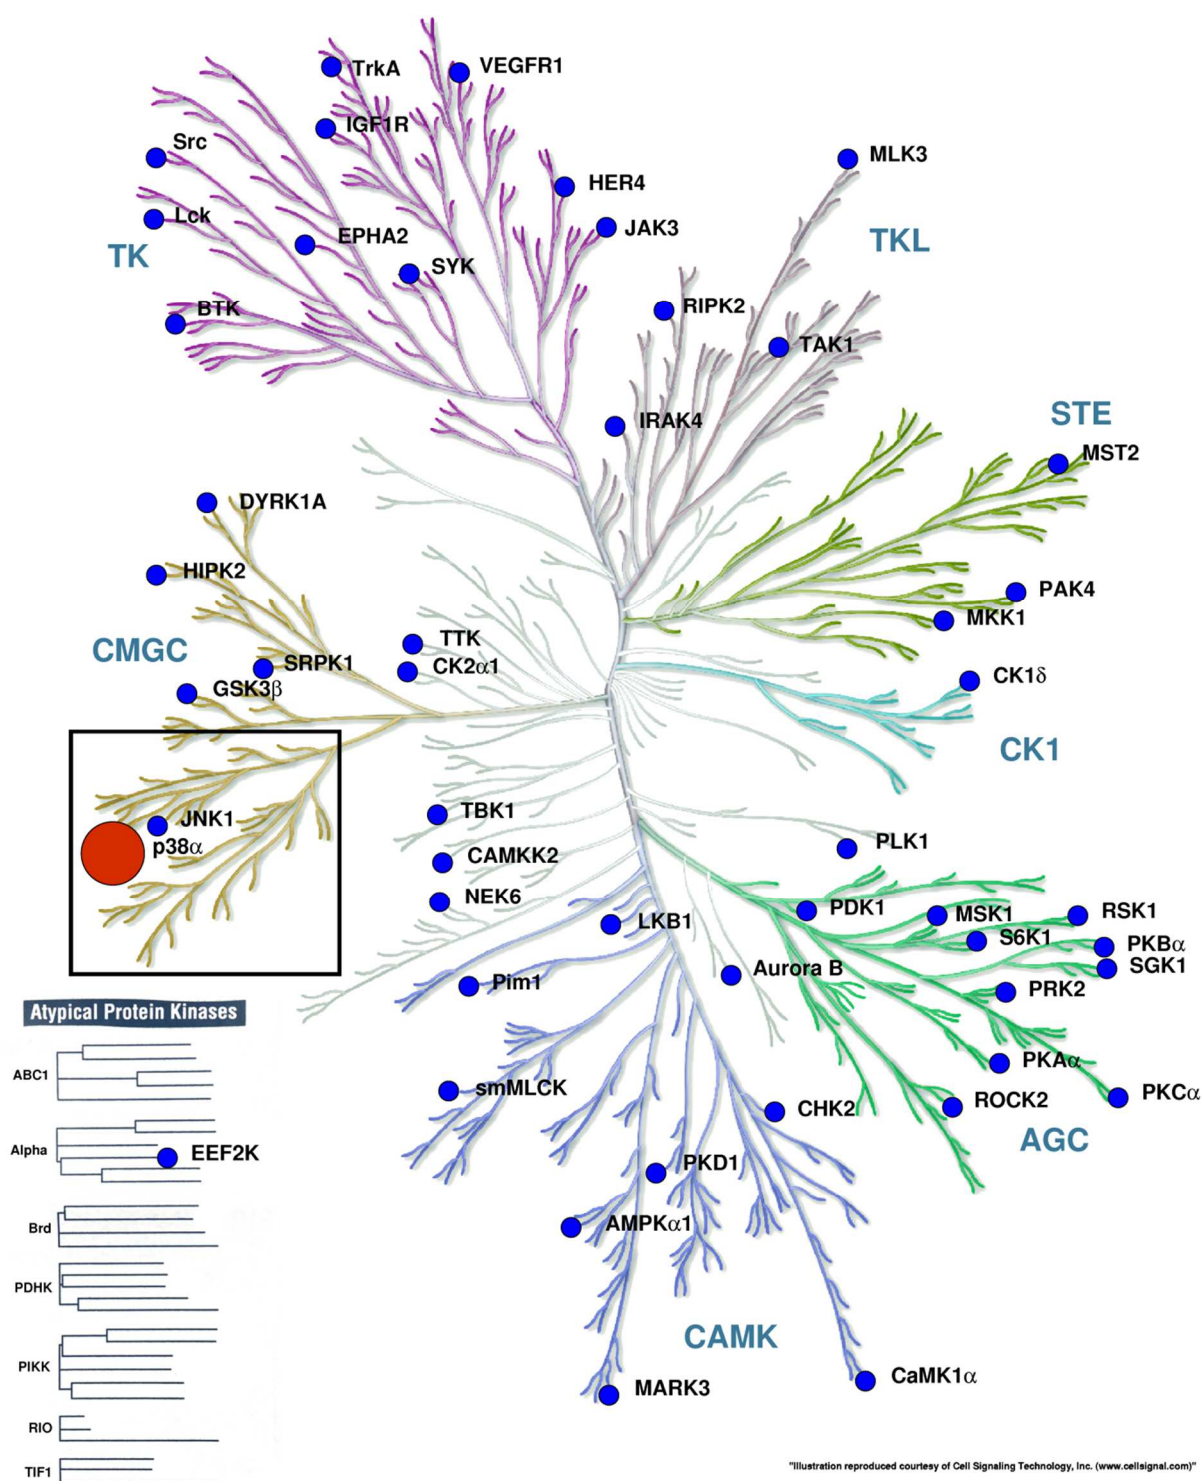 TrkA
VEGFR1
IGF1R
Src
MLK3
HER4
Lck
JAK3
EPHA2
TKL
TK
SYK
BTK
RIPK2
TAK1
STE
IRAK4
MST2
DYRK1A
HIPK2
PAK4
MKK1
TTK
CMGC
SRPK1
CK2α1
CK1δ
GSK3β
CK1
TBK1
JNK1
p38α
PLK1
CAMKK2
NEK6
PDK1
MSK1
RSK1
LKB1
S6K1
PKBα
SGK1
Aurora B
Pim1
PRK2
Atypical Protein Kinases
ABC1
PKAα
smMLCK
PKCα
CHK2
ROCK2
AGC
Alpha
EEF2K
PKD1
AMPKα1
Brd
PDHK
CAMK
PIKK
CaMK1α
MARK3
RIO
TIF1
"Illustration reproduced courtesy of Cell Signaling Technology, Inc. (www.cellsignal.com)"